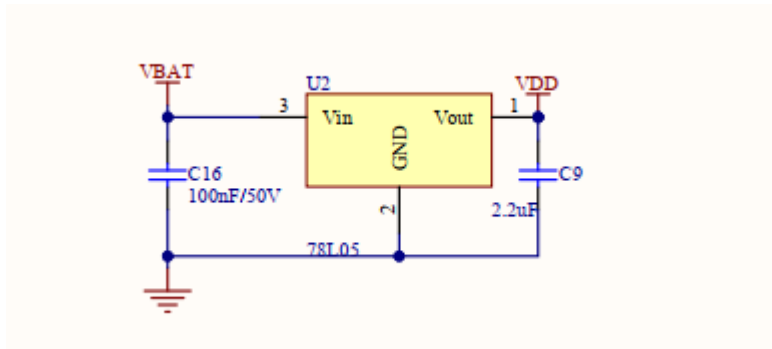 VBAT
U2
VDD
3
Vin
Vout
1
GND
C16
100nF/50V
C9
2.2uF
2
78L05